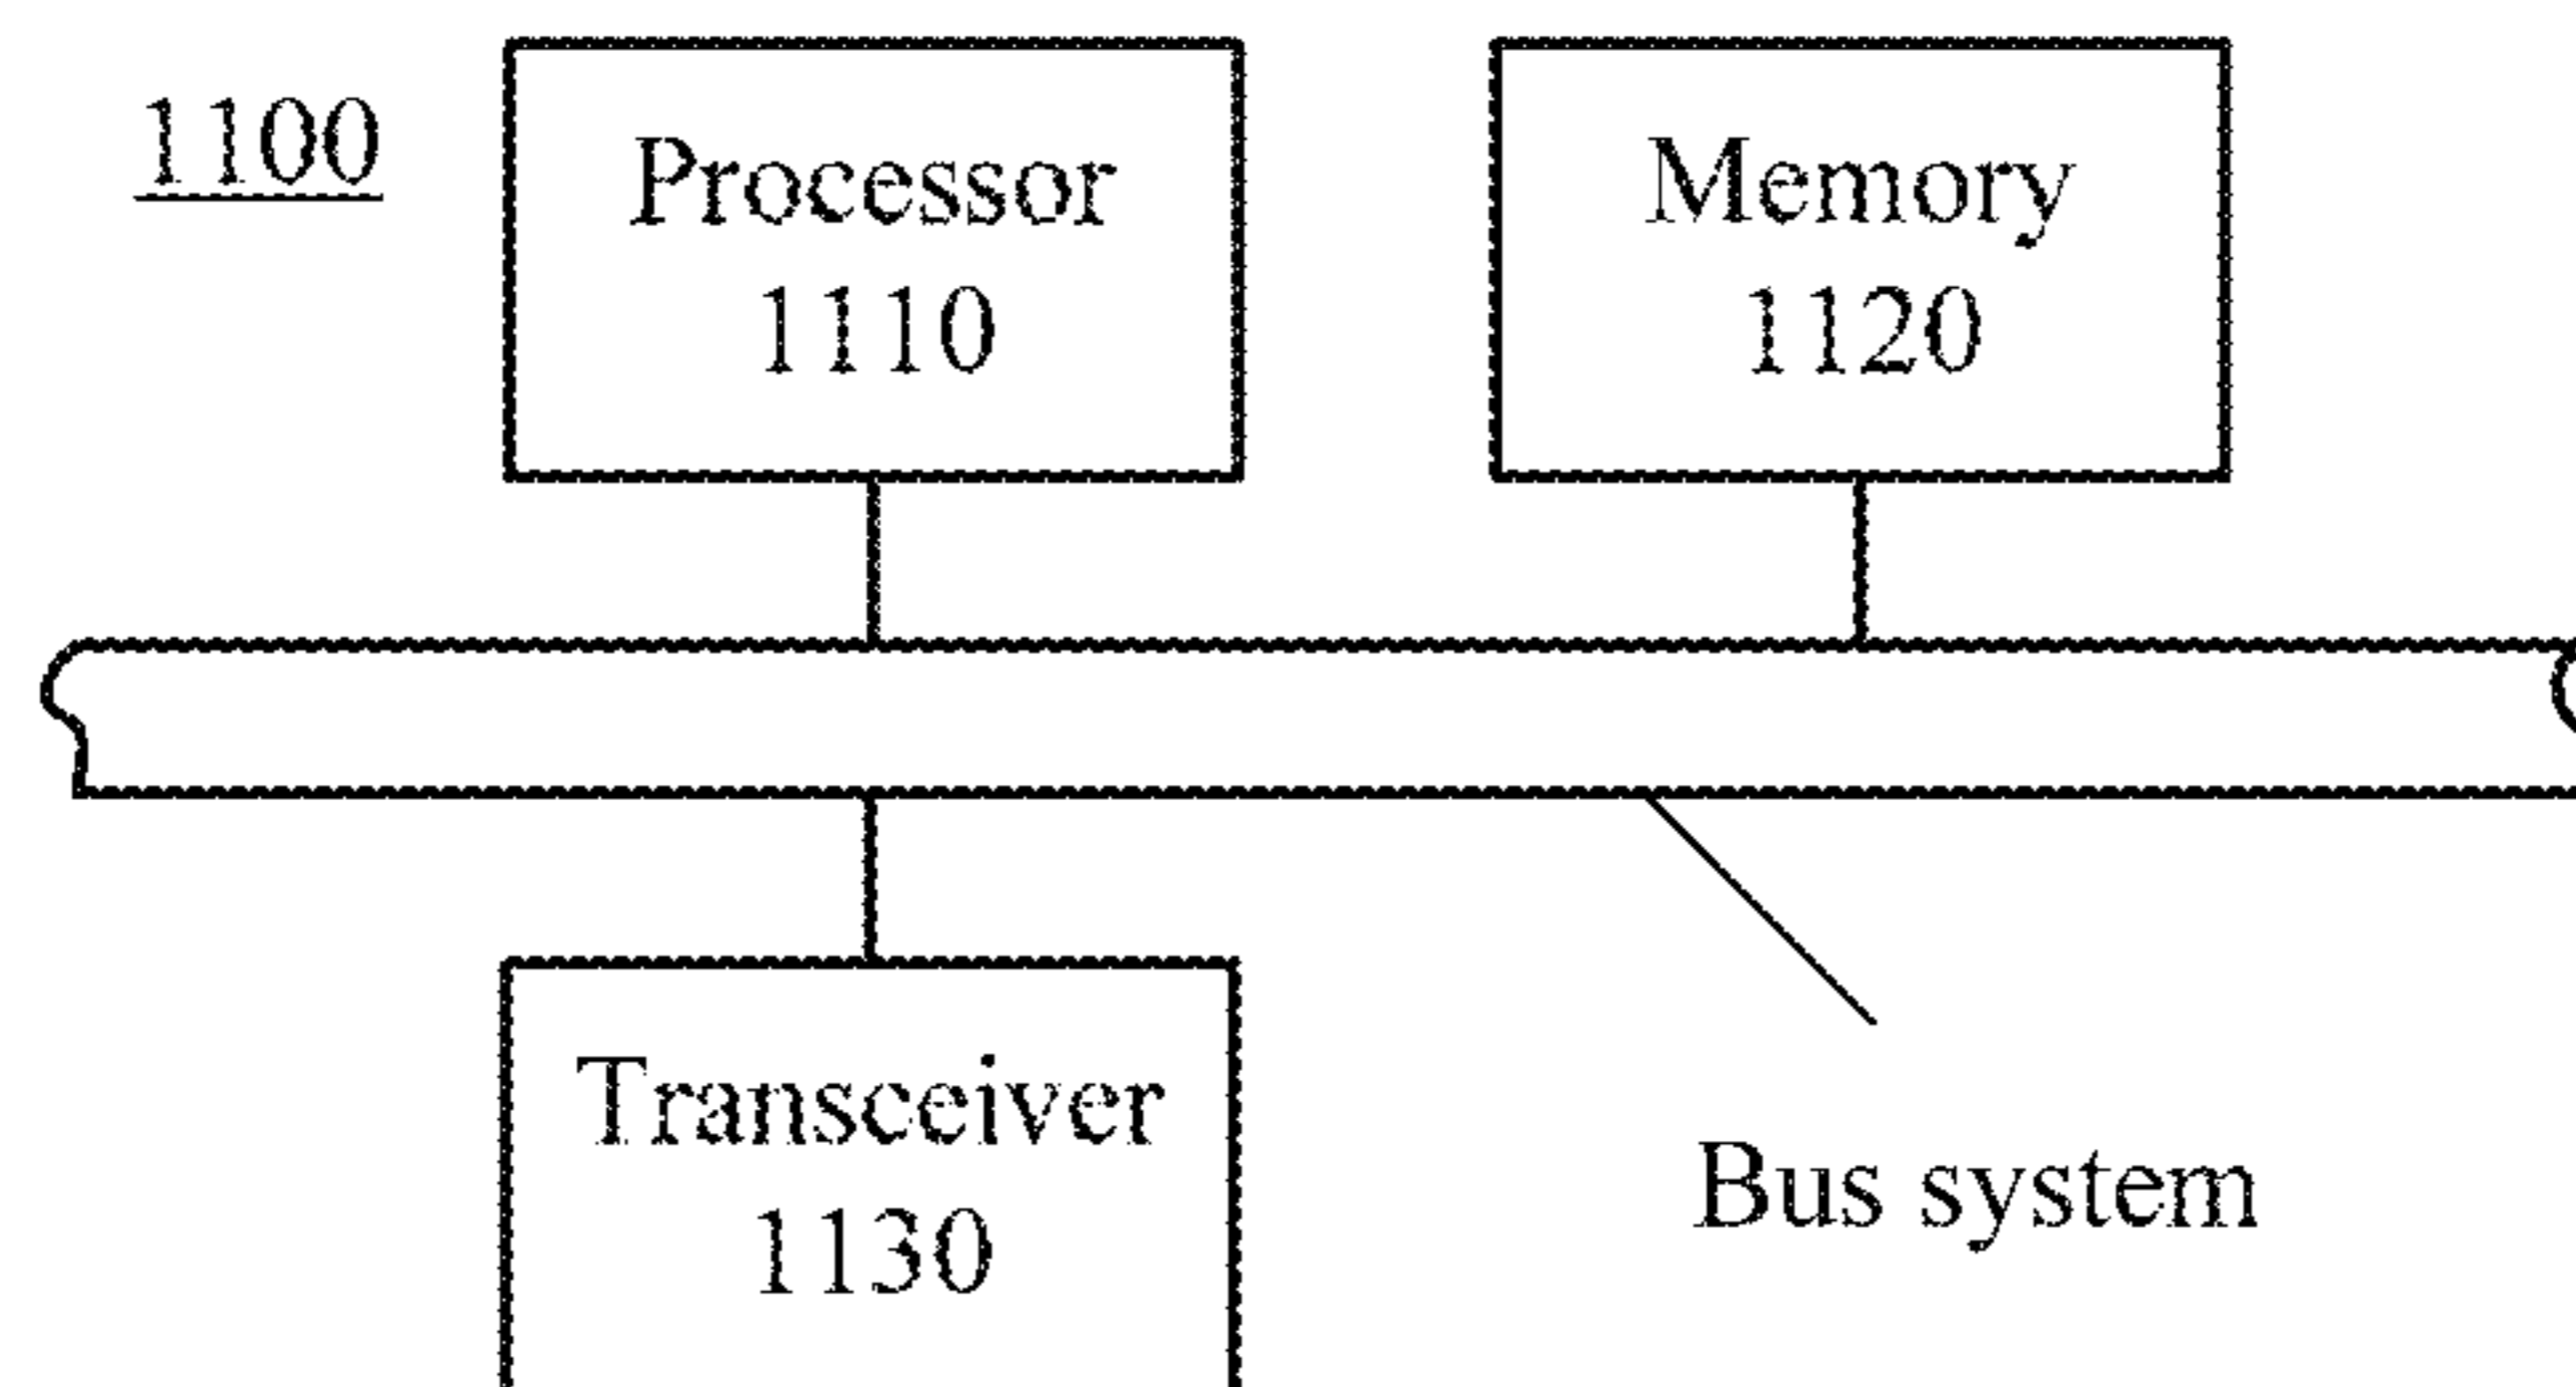 1100
Processor
1110
Memory
1120
Transceiver
1130
Bus system